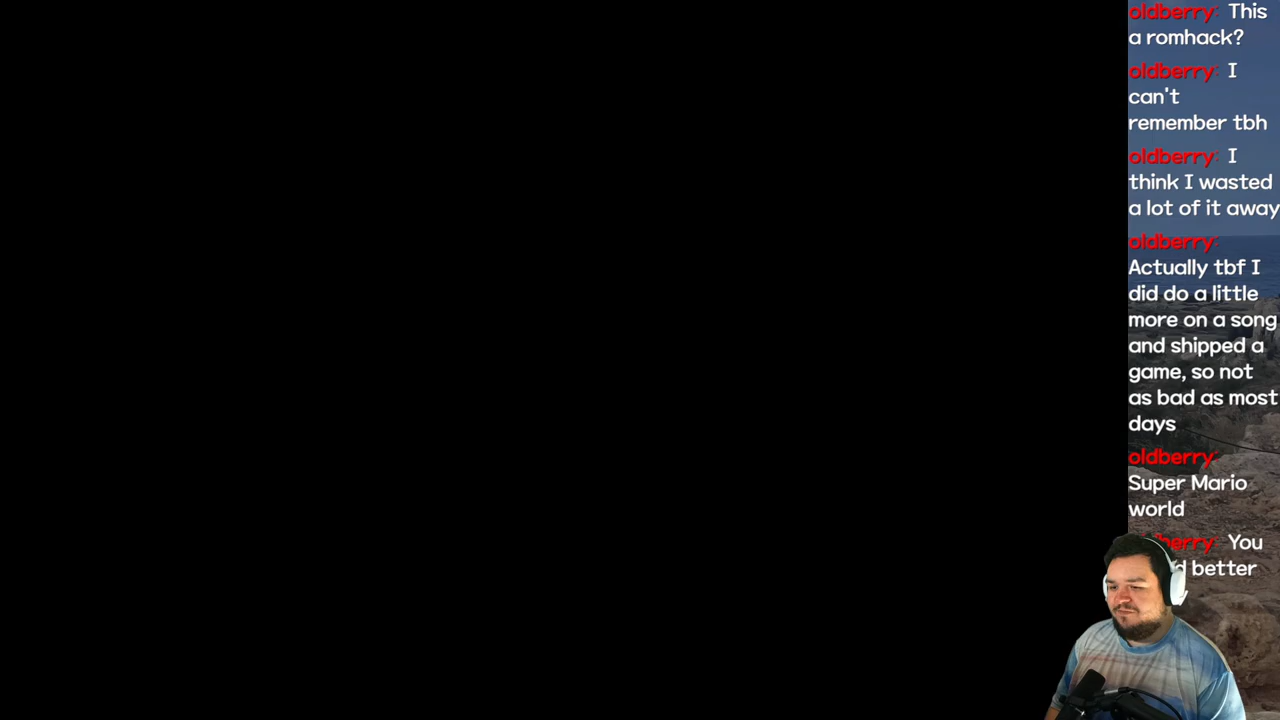 oldberry: This
a romhack?
oldberry: I
can't
remember tbh
oldberry: I
think I wasted
a lot of it away
oldberry:
Actually tbf I
did do a little
more on a song
and shipped a
game, so not
as bad as most
days
oldberry:
Super Mario
world
You
better